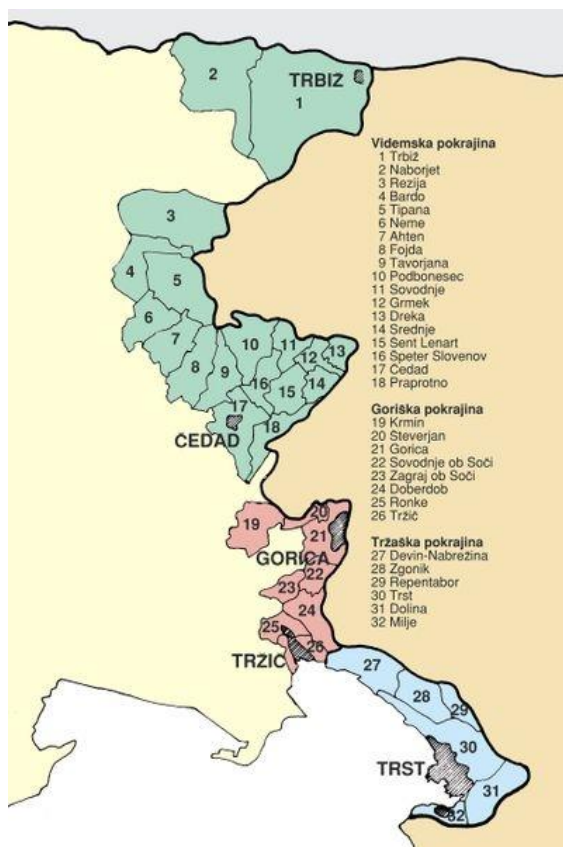 2
TRBIŽ
1
Videmska pokrajina
1 Trbiž
2 Naborjet
3 Rezija
4 Bardo
5 Tipana
6 Neme
7 Ahten
8 Fojda
9 Tavorjana
10 Podbonesec
11 Sovodnje
12 Grmek
13 Dreka
14 Srednje
15 Šent Lenart
16 Špeter Slovenov
17 Čedad
18 Praprotno
Goriška pokrajina
19 Krmin
20 Števerjan
21 Gorica
22 Sovodnje ob Soči
23 Zagraj ob Soči
24 Doberdob
25 Ronke
26 Tržič
Tržaška pokrajina
27 Devin-Nabrežina
28 Zgonik
29 Repentabor
30 Trst
31 Dolina
32 Milje
3
4
5
6
7
8
9
10
11
12
13
14
15
16
17
18
ČEDAD
19
20
21
GORICA
22
23
24
25
26
TRŽIČ
27
28
29
30
TRST
31
32